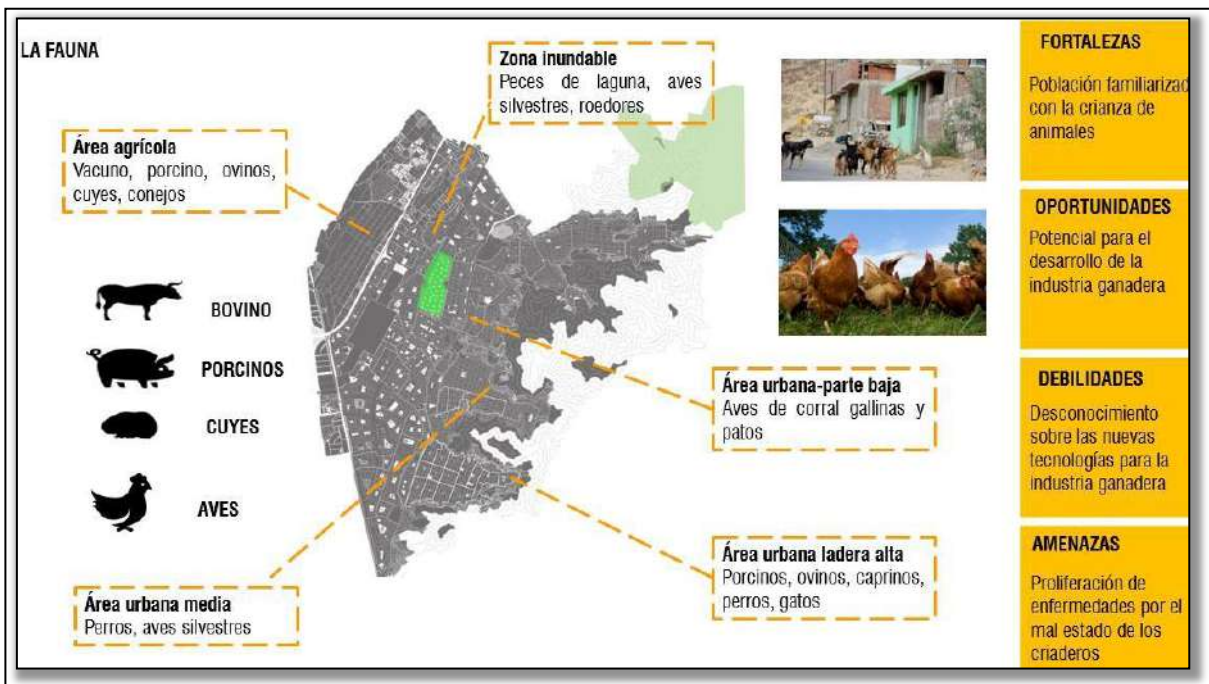 LA FAUNA
Zona inundable
Peces de laguna, aves
silvestres, roedores
Área agrícola
Vacuno, porcino, ovinos,
cuyes, conejos
BOVINO
PORCINOS
CUYES
AVES
Área urbana-parte baja
Aves de corral gallinas y
patos
Área urbana ladera alta
Porcinos, ovinos, caprinos,
perros, gatos
Área urbana media
Perros, aves silvestres
FORTALEZAS
Población familiarizad
con la crianza de
animales
OPORTUNIDADES
Potencial para el
desarrollo de la
industria ganadera
DEBILIDADES
Desconocimiento
sobre las nuevas
tecnologías para la
industria ganadera
AMENAZAS
Proliferación de
enfermedades por el
mal estado de los
criaderos